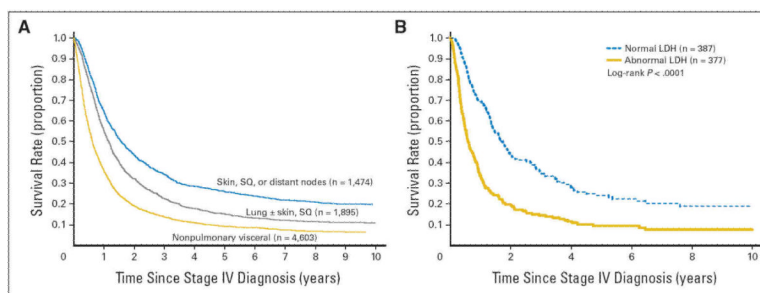 A
Survival Rate (proportion)
1.0
0.9
0.8
0.7
0.6
0.5
0.4
0.3
0.2
0.1
0
Skin, SQ, or distant nodes (n = 1,474)
Lung ± skin, SQ (n = 1,895)
Nonpulmonary visceral (n = 4,603)
1 2 3 4 5 6 7 8 9 10
Time Since Stage IV Diagnosis (years)
B
Survival Rate (proportion)
1.0
0.9
0.8
0.7
0.6
0.5
0.4
0.3
0.2
0.1
0
Normal LDH (n = 387)
Abnormal LDH (n = 377)
Log-rank P < .0001
2 4 6 8 10
Time Since Stage IV Diagnosis (years)